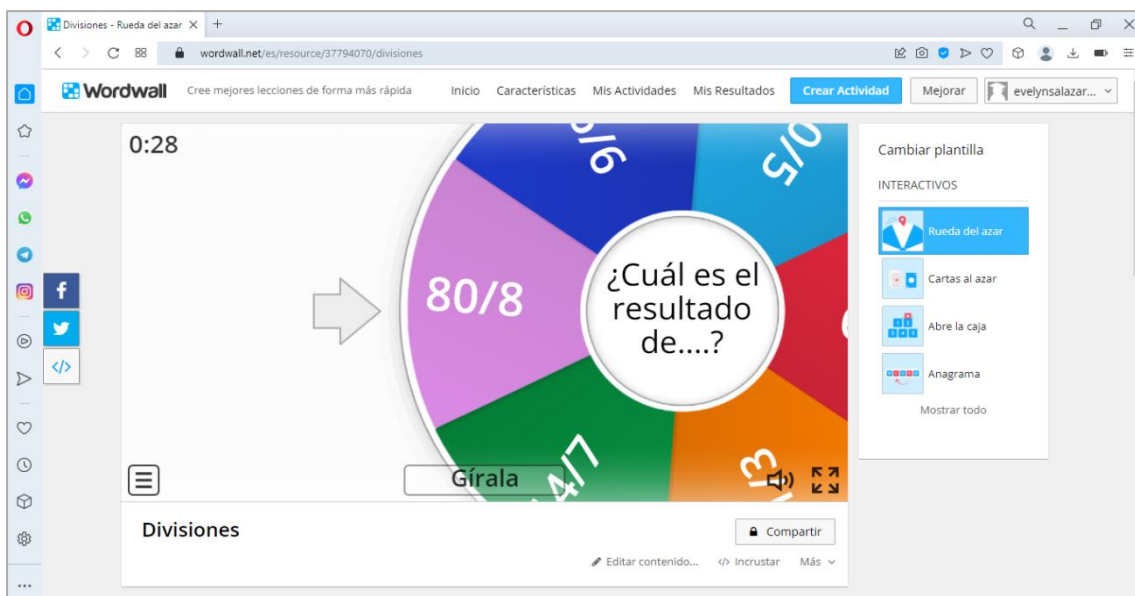 Divisiones - Rueda del azar
wordwall.net/es/resource/37794070/divisiones
Wordwall
Cree mejores lecciones de forma más rápida
Inicio Características Mis Actividades Mis Resultados
Crear Actividad
Mejorar
evelynsalazar...
0:28
80/8
¿Cuál es el
resultado
de....?
Gírala
Cambiar plantilla
INTERACTIVOS
Rueda del azar
Cartas al azar
Abre la caja
Anagrama
Mostrar todo
Divisiones
Compartir
Editar contenido...
</> Incrustar
Más